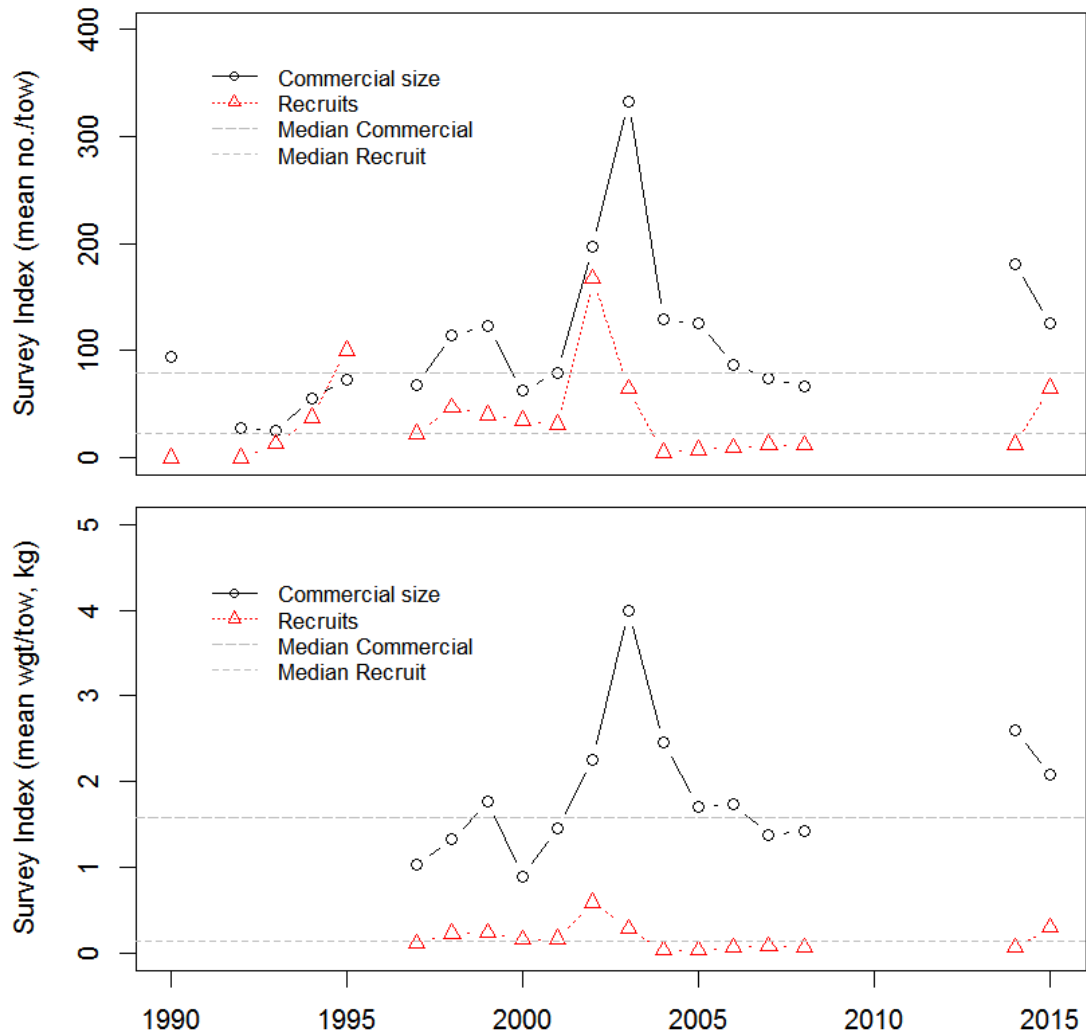 Survey Index (mean no./tow)
400
300
200
100
0
Commercial size
Recruits
Median Commercial
Median Recruit
Survey Index (mean wgt/tow, kg)
5
4
3
2
1
0
Commercial size
Recruits
Median Commercial
Median Recruit
1990 1995 2000 2005 2010 2015